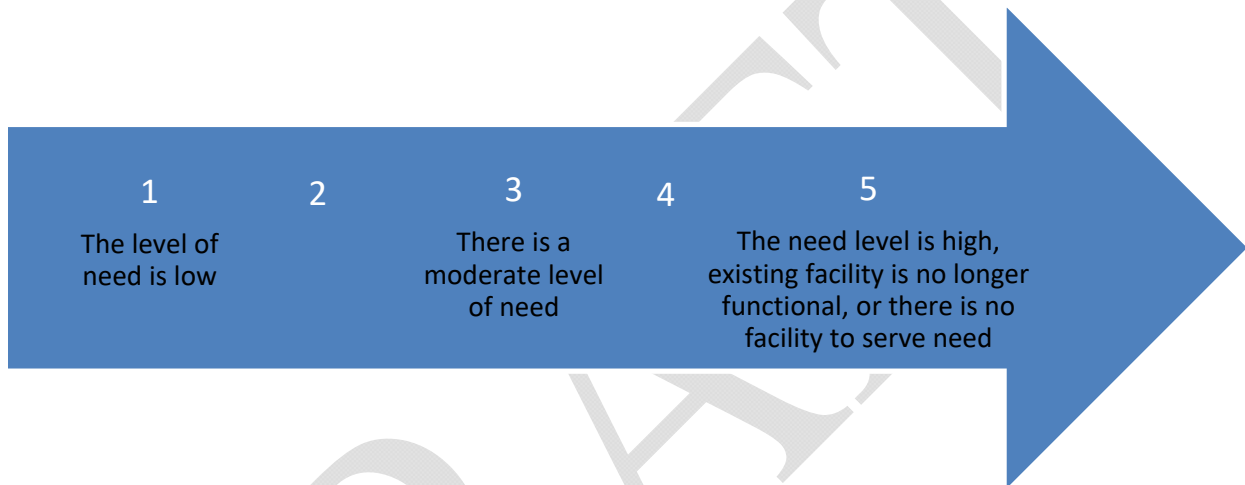 1 2 3 4 5
The level of
need is low
There is a
moderate level
of need
The need level is high,
existing facility is no longer
functional, or there is no
facility to serve need